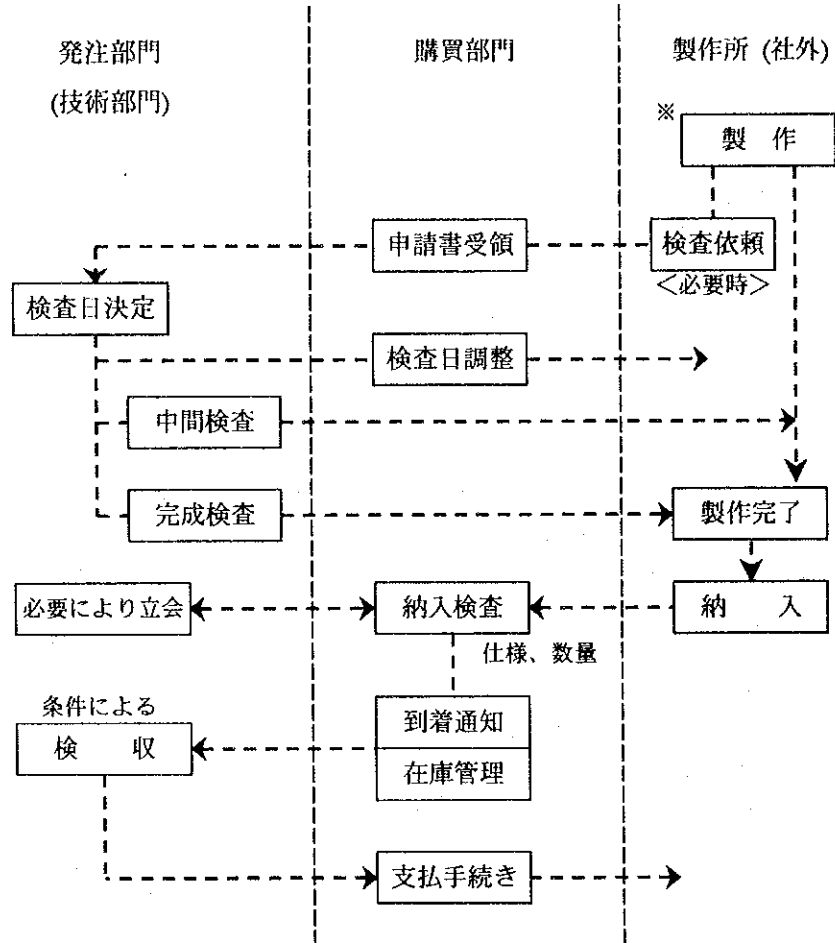 発注部門
(技術部門)
購買部門
製作所 (社外)
※
製 作
申請書受領
検査依頼
<必要時>
検査日決定
検査日調整
中間検査
完成検査
製作完了
必要により立会
納入検査
納 入
仕様、数量
条件による
検 収
到着通知
在庫管理
支払手続き